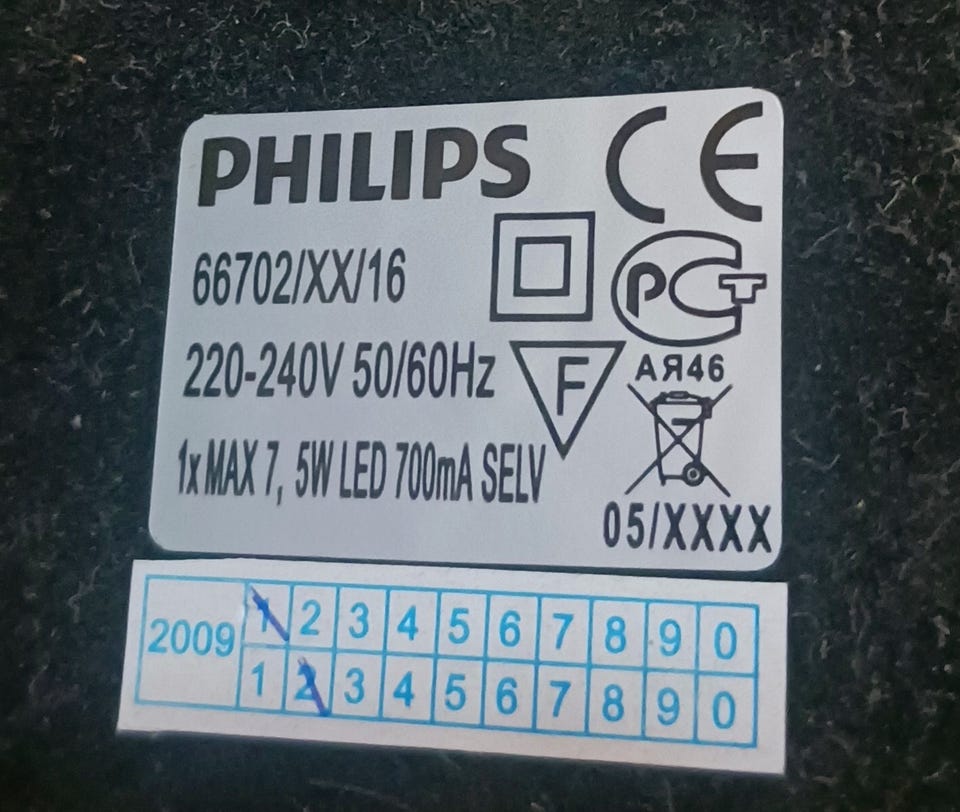 PHILIPS CE
66702/XX/16
PCT
220-240V 50/60Hz F АЯ46
1x MAX 7, 5W LED 700mA SELV
05/XXXX
2009 1 2 3 4 5 6 7 8 9 0
1 2 3 4 5 6 7 8 9 0